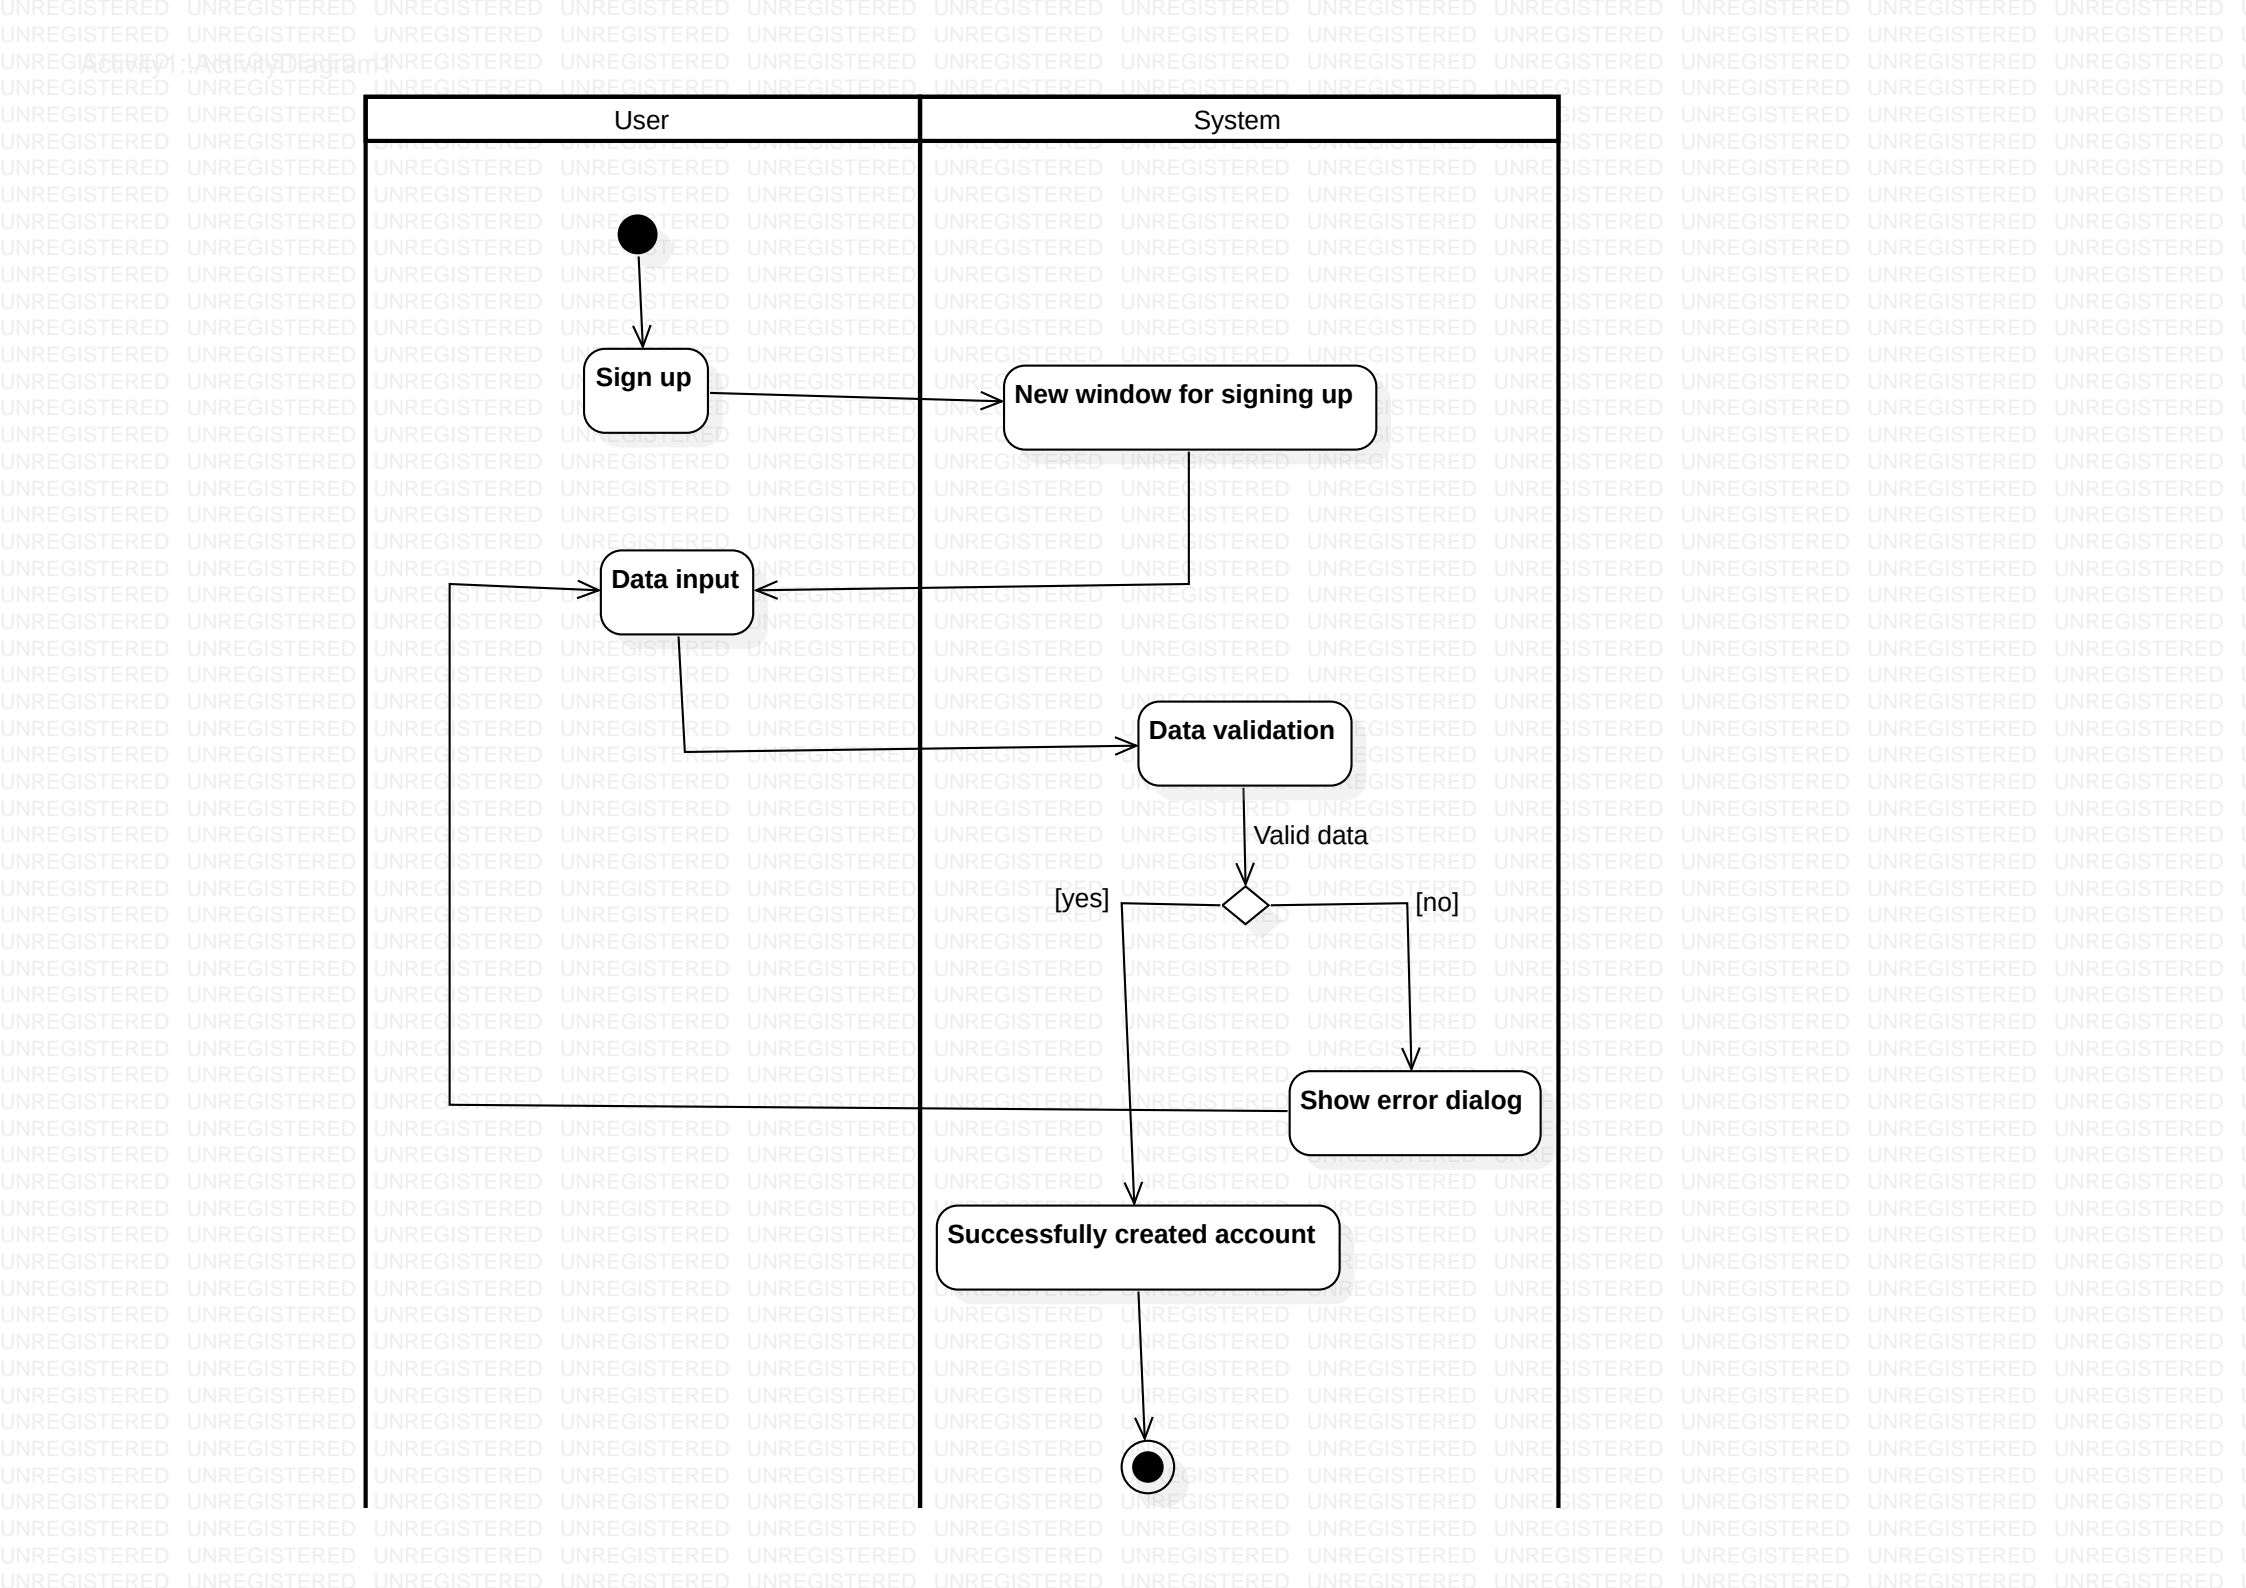 Activity1::ActivityDiagram1
User
System
Sign up
New window for signing up
Data input
Data validation
Valid data
[yes]
[no]
Show error dialog
Successfully created account
UNREGISTERED